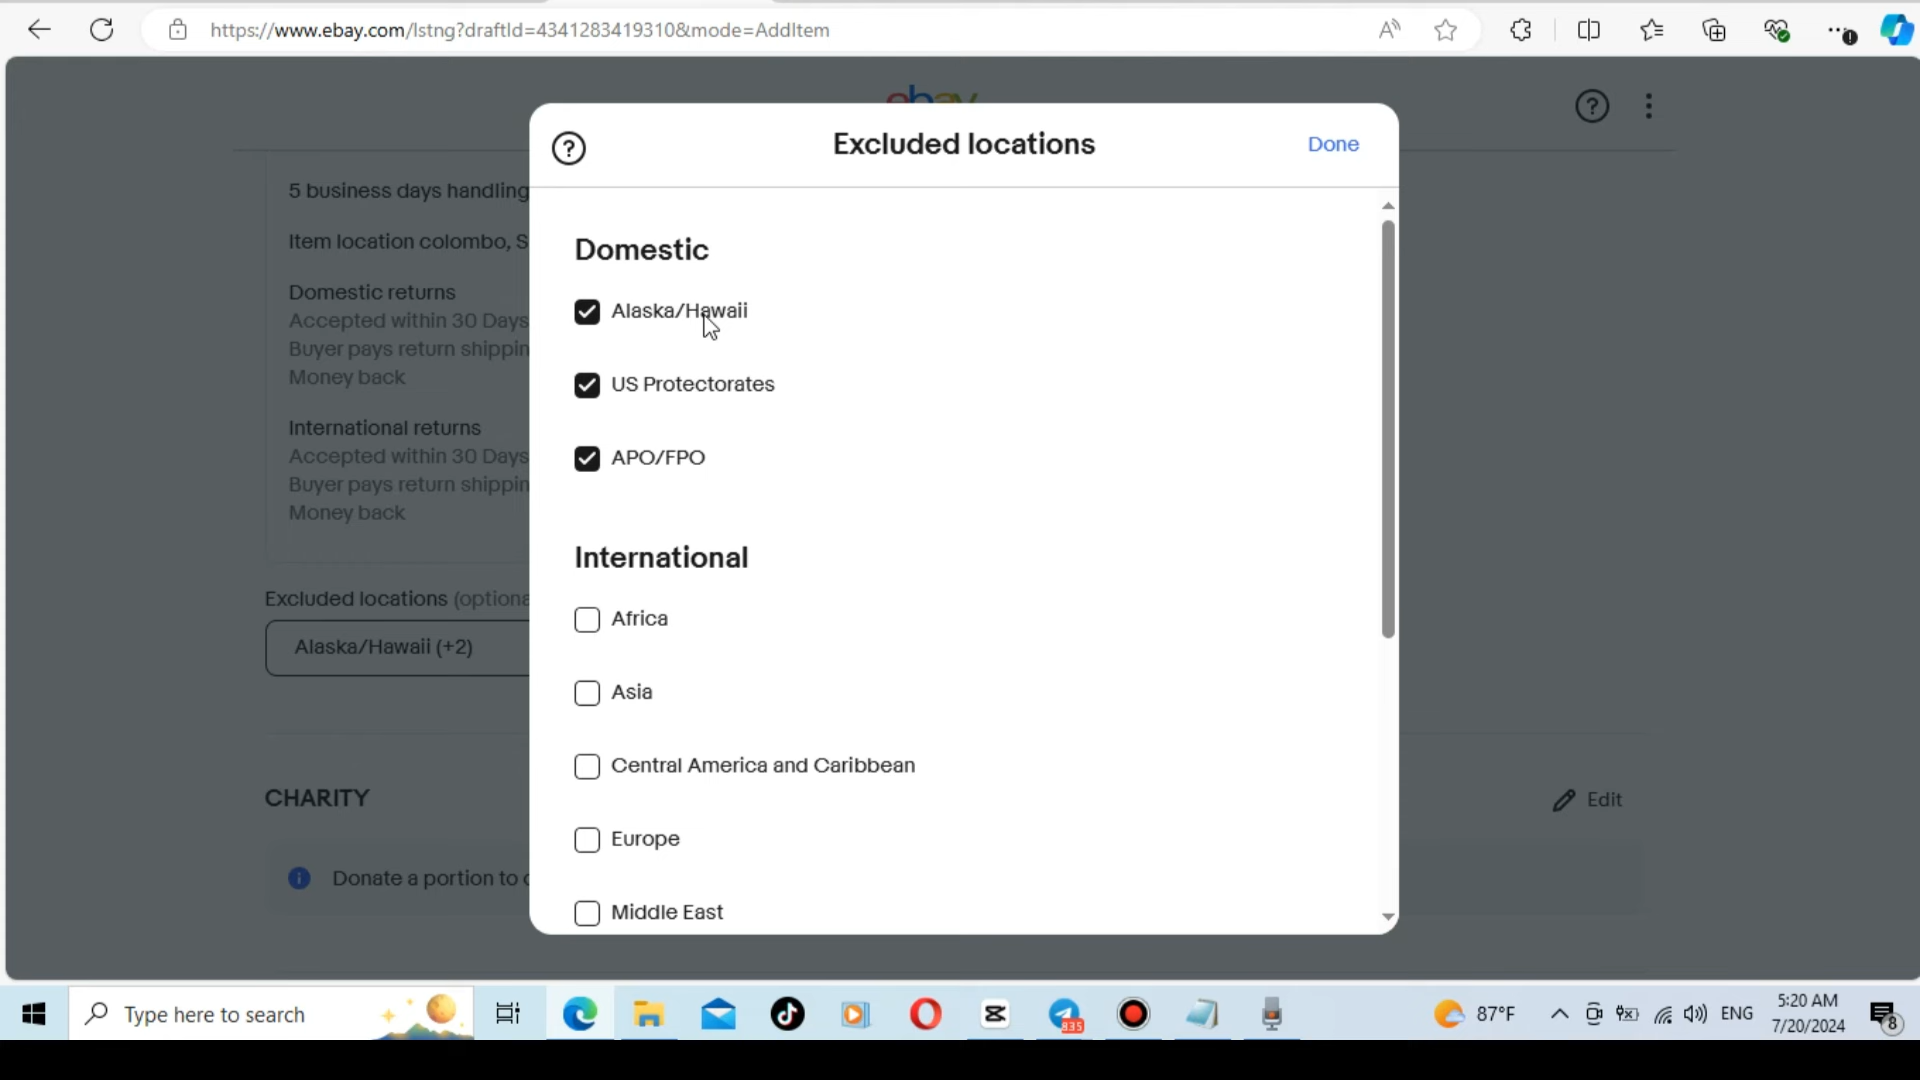 https://www.ebay.com/lstng?draftId=4341283419310&mode=AddItem
ebay
Excluded locations
Done
5 business days handling
Item location colombo, S
Domestic returns
Accepted within 30 Days
Buyer pays return shippin
Money back
International returns
Accepted within 30 Days
Buyer pays return shippin
Money back
Excluded locations (optiona
Alaska/Hawaii (+2)
CHARITY
Edit
Donate a portion to c
Domestic
Alaska/Hawaii
US Protectorates
APO/FPO
International
Africa
Asia
Central America and Caribbean
Europe
Middle East
Type here to search
835
87°F
ENG
5:20 AM
7/20/2024
8